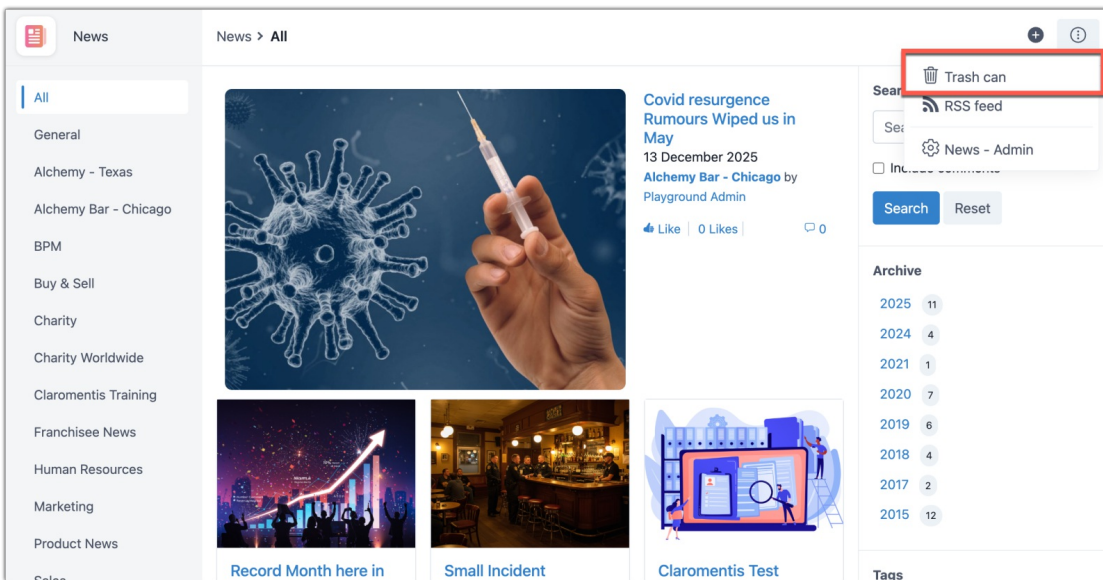 News
News > All
Trash can
RSS feed
News - Admin
All
General
Alchemy - Texas
Alchemy Bar - Chicago
BPM
Buy & Sell
Charity
Charity Worldwide
Claromentis Training
Franchisee News
Human Resources
Marketing
Product News
Covid resurgence
Rumours Wiped us in
May
13 December 2025
Alchemy Bar - Chicago by
Playground Admin
Like
0 Likes
0
Record Month here in
Small Incident
Claromentis Test
Search
Reset
Archive
2025 11
2024 4
2021 1
2020 7
2019 6
2018 4
2017 2
2015 12
Tags